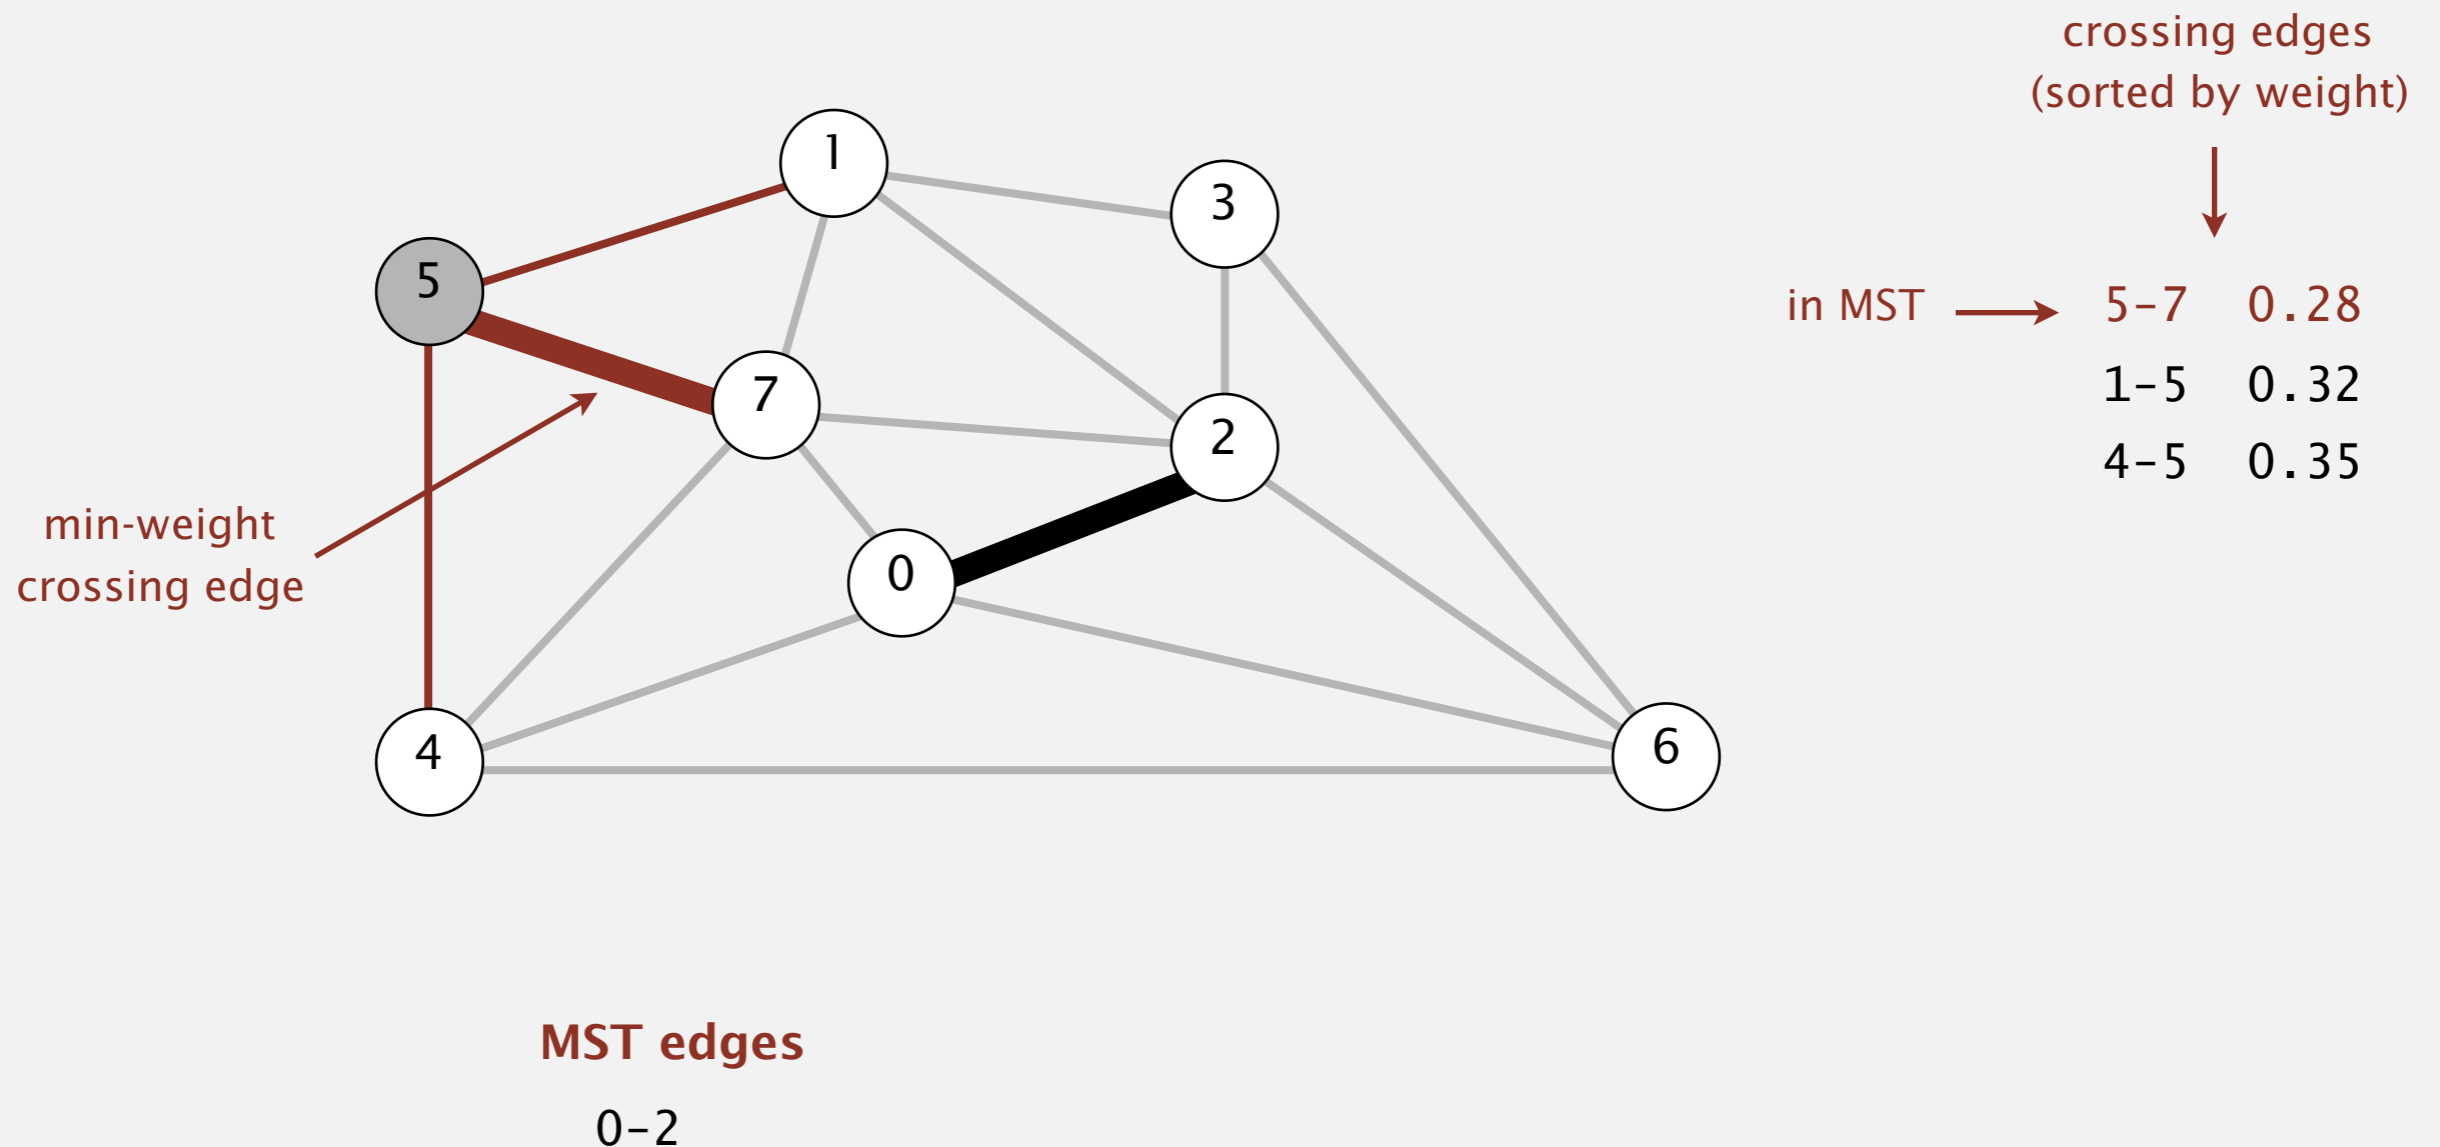 crossing edges
(sorted by weight)
1
3
5
in MST
5-7 0.28
1-5 0.32
7
2
4-5 0.35
min-weight
crossing edge
0
4
6
MST edges
0-2